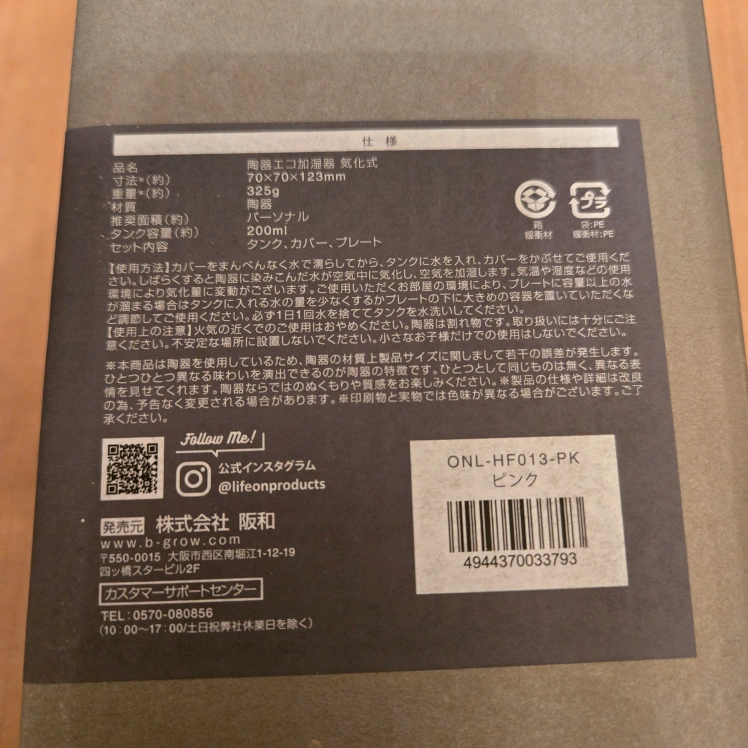 仕様
品名 陶器エコ加湿器 気化式
寸法*(約) 70×70×123mm
重量*(約) 325g
材質 陶器
推奨面積(約) パーソナル
タンク容量(約) 200ml
セット内容 タンク、カバー、プレート
箱
緩衝材
プラ
袋:PE
緩衝材:PE
【使用方法】カバーをまんべんなく水で濡らしてから、タンクに水を入れ、カバーをかぶせてご使用くだ
さい。しばらくすると陶器に染みこんだ水が空気中に気化し、空気を加湿します。気温や湿度などの使用
環境により気化量に変動がございます。ご使用いただくお部屋の環境により、プレートに容量以上の水
が溜まる場合はタンクに入れる水の量を少なくするかプレートの下に大きめの容器を置いていただくな
ど調節してご使用ください。必ず1日1回水を捨ててタンクを水洗いしてください。
【使用上の注意】火気の近くでのご使用はおやめください。陶器は割れ物です。取り扱いには十分にご注
意ください。不安定な場所に設置しないでください。小さなお子様だけでの使用はしないでください。
※本商品は陶器を使用しているため、陶器の材質上製品サイズに関しまして若干の誤差が発生します。
ひとつひとつ異なる味わいを演出できるのが陶器の特徴です。ひとつとして同じものは無く、異なる表
情を見せてくれます。陶器ならではのぬくもりや質感をお楽しみください。※製品の仕様や詳細は改良
の為、予告なく変更される場合があります。※印刷物と実物では色味が異なる場合がございます。ご了
承ください。
Follow Me!
公式インスタグラム
@lifeonproducts
発売元 株式会社 阪和
www.b-grow.com
〒550-0015 大阪市西区南堀江1-12-19
四ッ橋スタービル2F
カスタマーサポートセンター
TEL:0570-080856
(10:00~17:00/土日祝弊社休業日を除く)
ONL-HF013-PK
ピンク
4944370033793